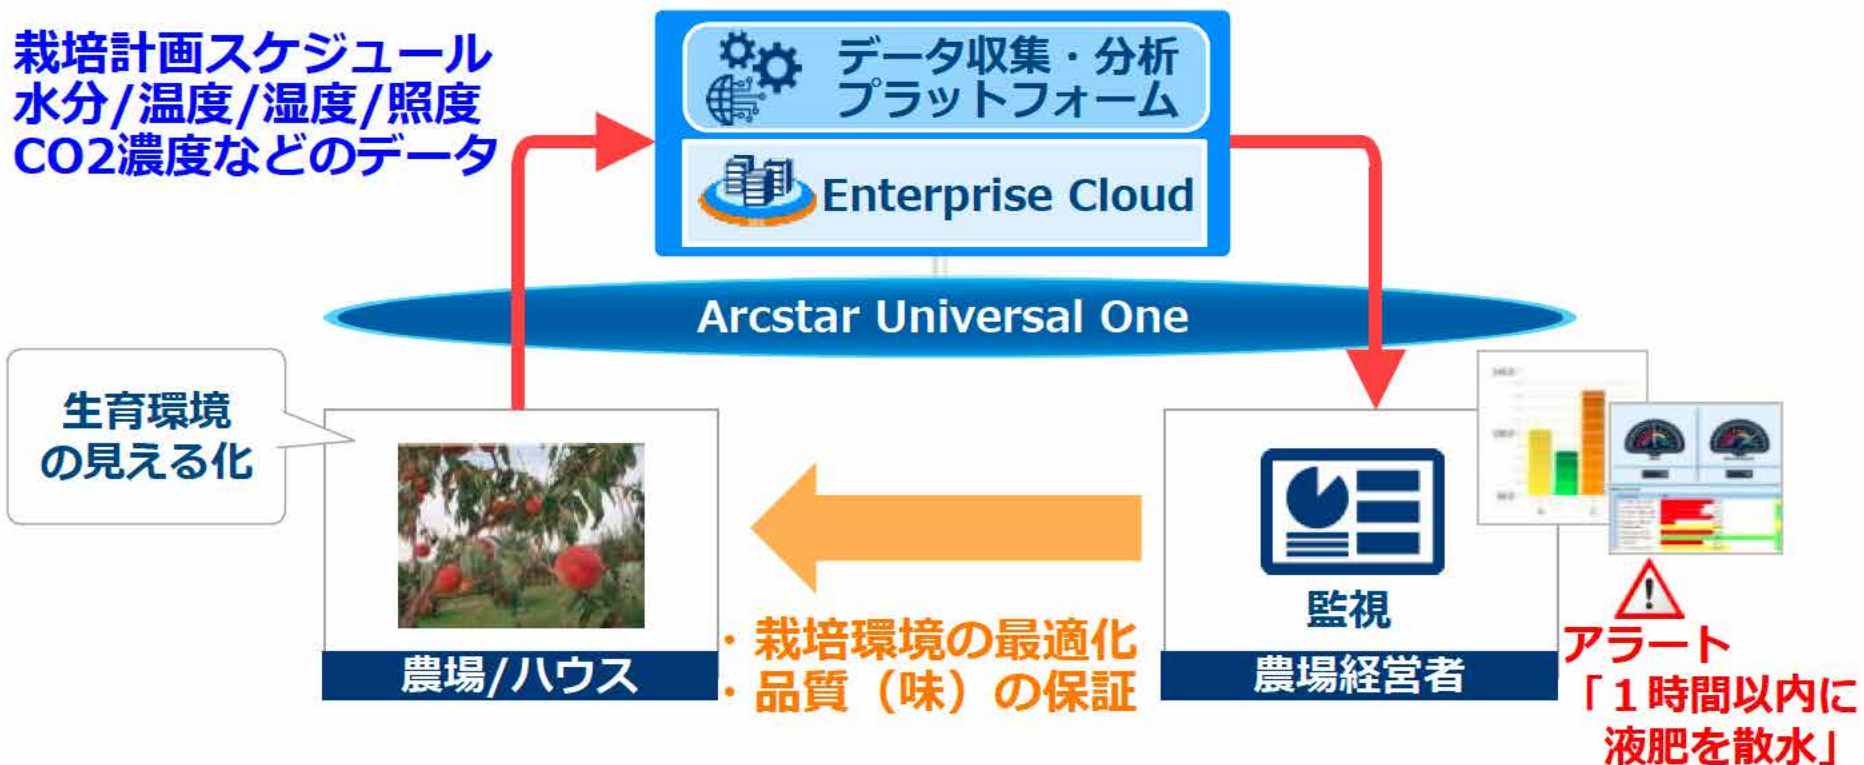 栽培計画スケジュール
水分/温度/湿度/照度
CO2濃度などのデータ
データ収集・分析
プラットフォーム
Enterprise Cloud
Arcstar Universal One
生育環境
の見える化
農場/ハウス
・栽培環境の最適化
・品質（味）の保証
監視
農場経営者
アラート
「１時間以内に
液肥を散水」